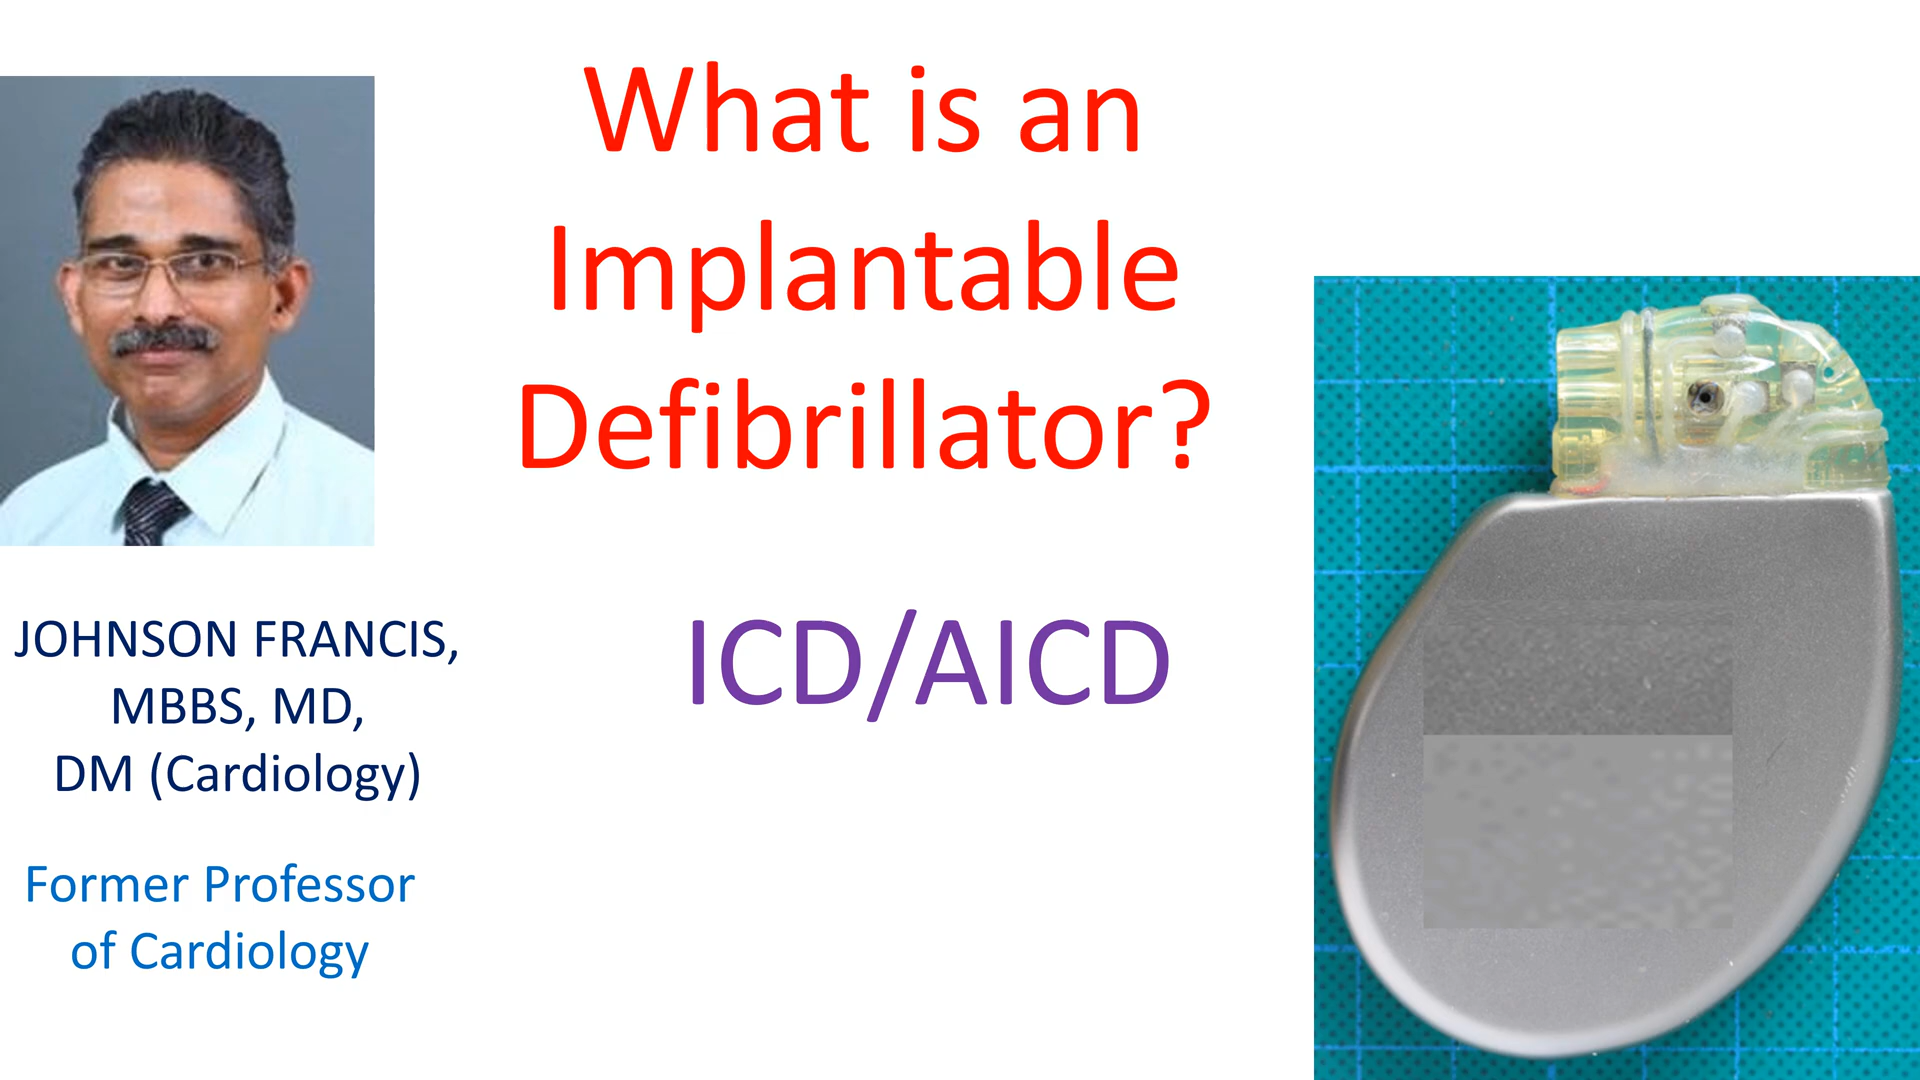 What is an
Implantable
Defibrillator?
ICD/AICD
JOHNSON FRANCIS,
MBBS, MD,
DM (Cardiology)
Former Professor
of Cardiology